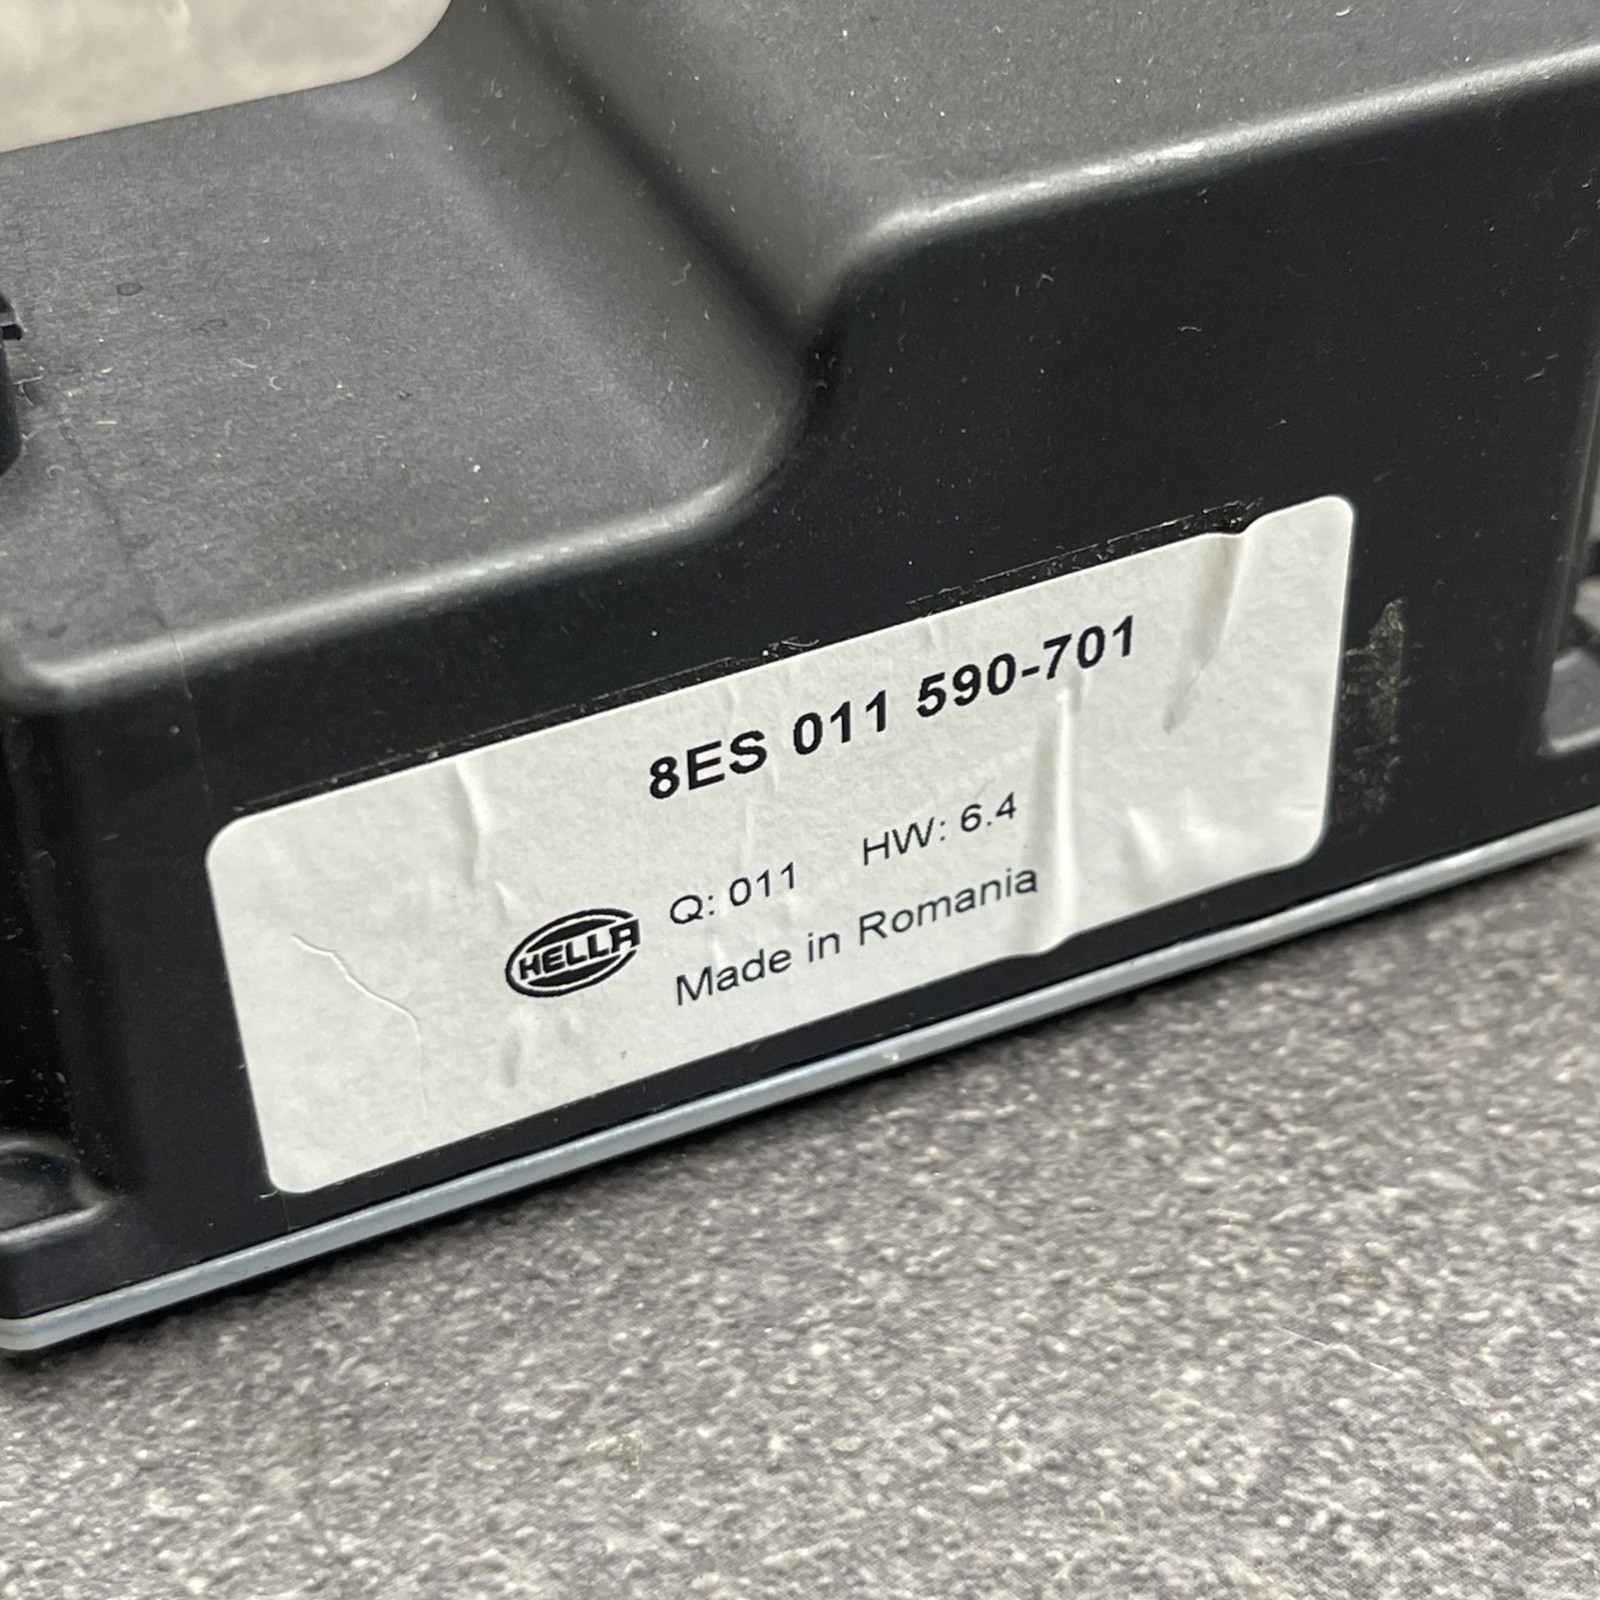 8ES 011 590-701
Q: 011 HW: 6.4
HELLA
Made in Romania